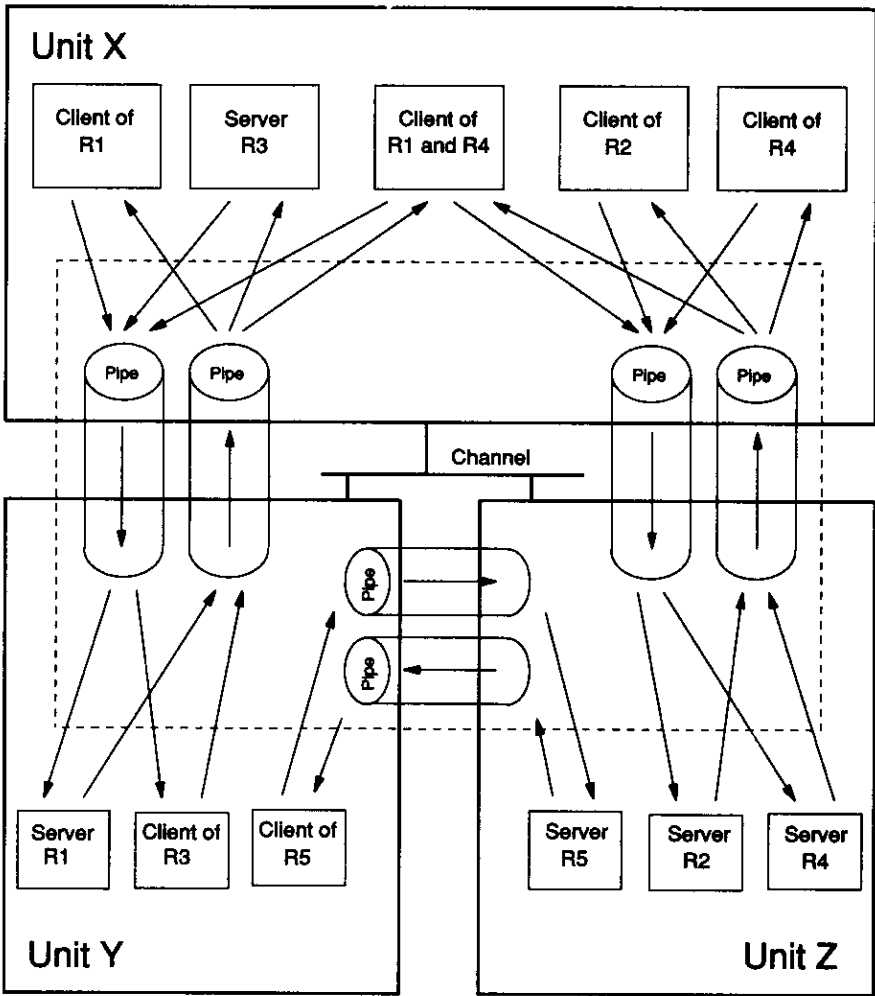 Unit X
Client of
R1
Server
R3
Client of
R1 and R4
Client of
R2
Client of
R4
Pipe
Pipe
Pipe
Pipe
Channel
Pipe
Pipe
Server
R1
Client of
R3
Client of
R5
Server
R5
Server
R2
Server
R4
Unit Y
Unit Z